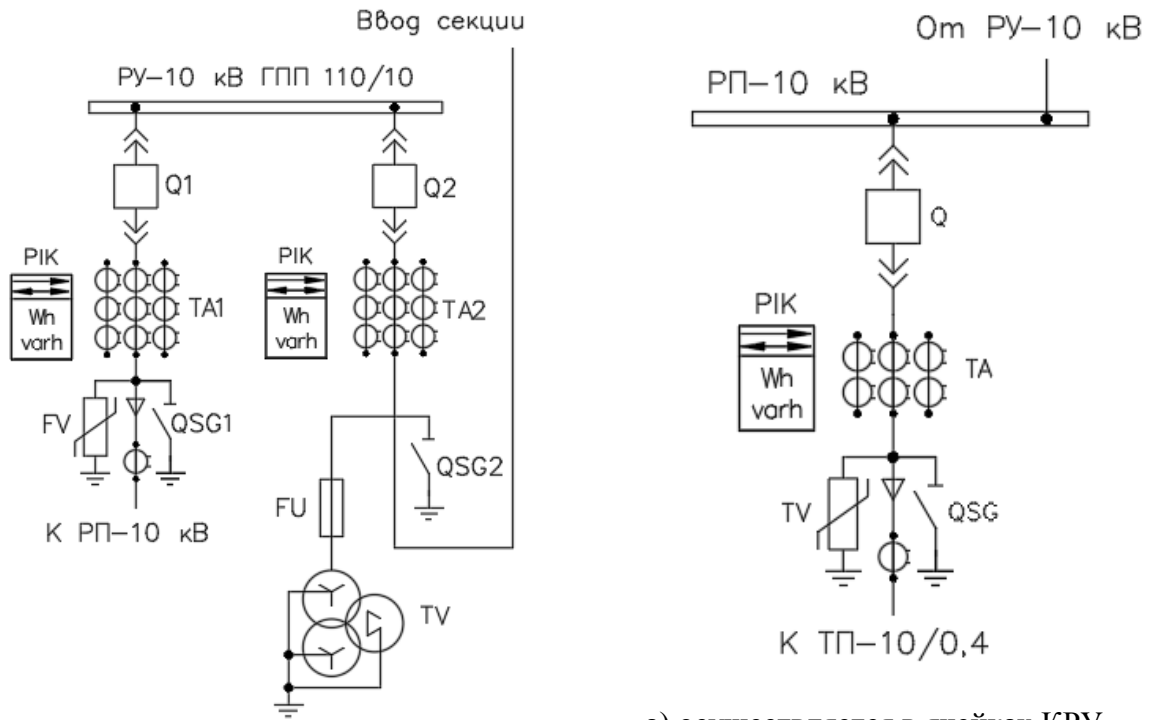 Ввод секции
РУ-10 кВ ГПП 110/10
Q1
Q2
PIK
Wh
varh
TA1
PIK
Wh
varh
TA2
FV
QSG1
QSG2
FU
К РП-10 кВ
TV
От РУ-10 кВ
РП-10 кВ
Q
PIK
Wh
varh
TA
TV
QSG
К ТП-10/0,4